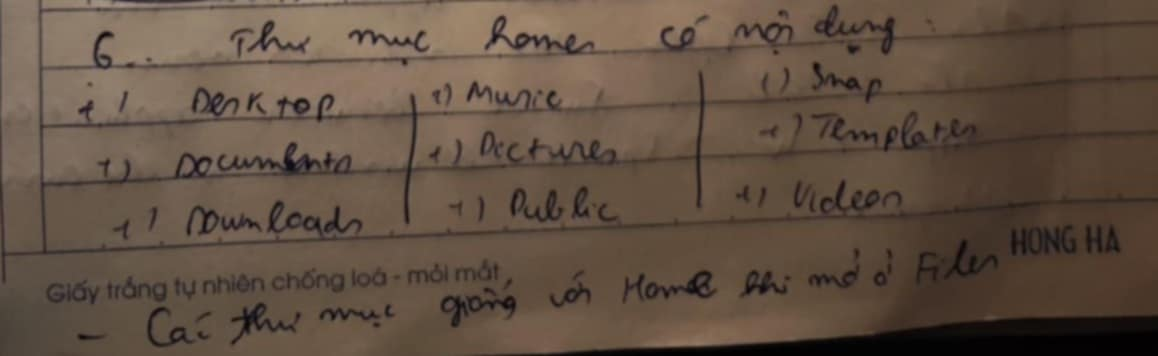 6.. Thư mục homes có nội dung:
+) Desktop +) Music +) Snap
+) Documents +) Pictures +) Templates
+) Downloads +) Public +) Videos
HONG HA
Giấy trắng tự nhiên chống loá - mỏi mắt
- Các thư mục giống với Home khi mở ở Files